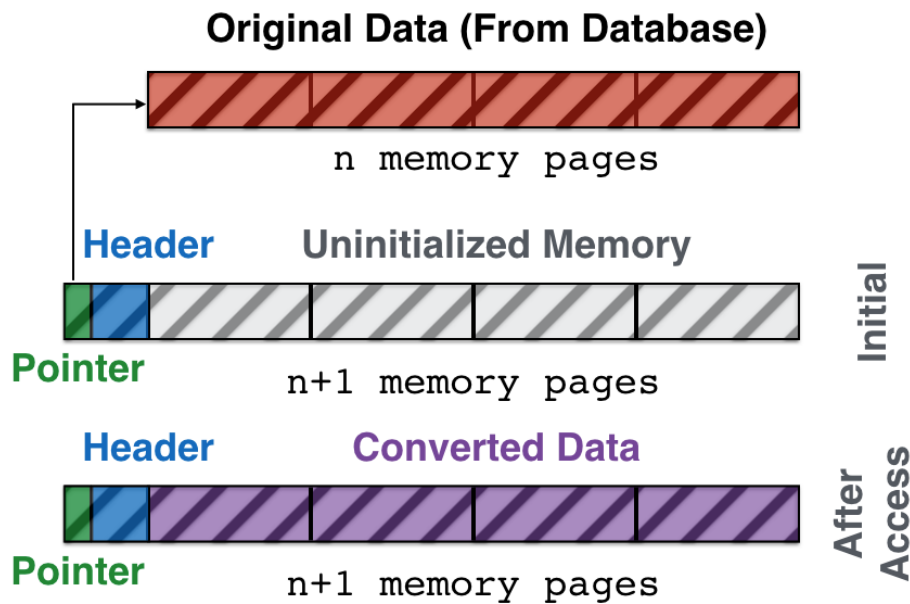 Original Data (From Database)
n memory pages
Header
Uninitialized Memory
Initial
Pointer
n+1 memory pages
Header
Converted Data
After
Access
Pointer
n+1 memory pages